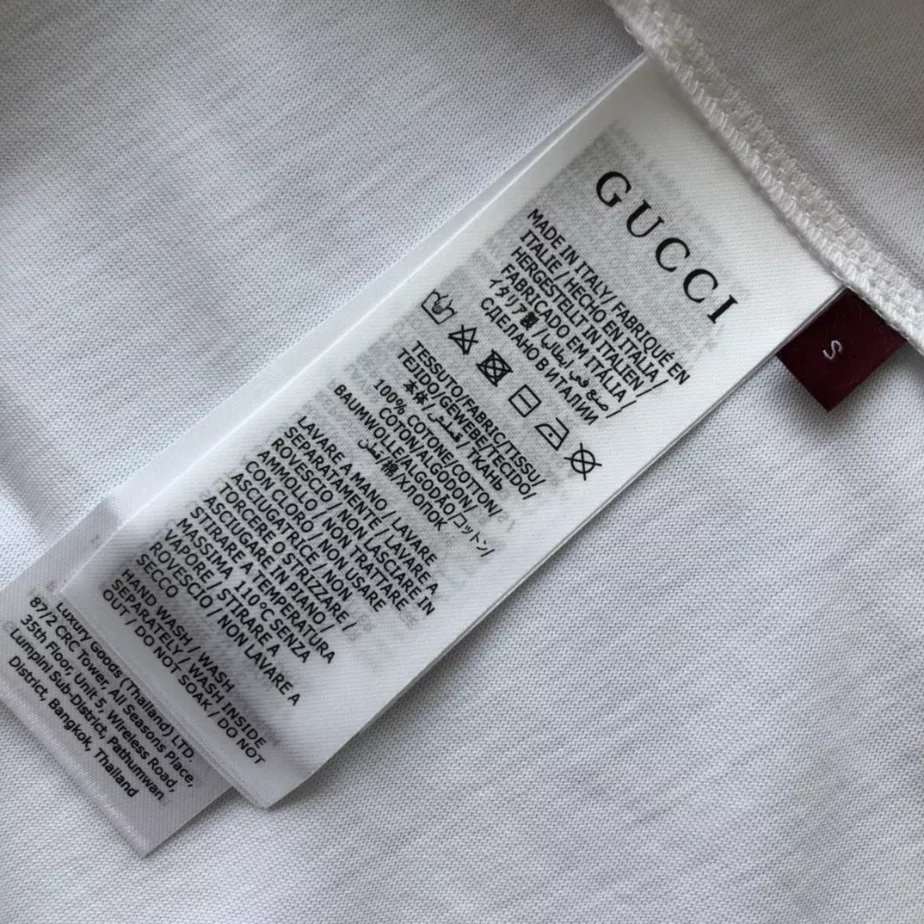 GUCCI
MADE IN ITALY/ FABRIQUÉ EN
ITALIE / HECHO EN ITALIA /
HERGESTELLT IN ITALIEN /
FABRICADO EM ITÁLIA /
イタリア製 / صنع في إيطاليا /
СДЕЛАНО В ИТАЛИИ
TESSUTO/FABRIC/TISSU/
TEJIDO/GEWEBE/TECIDO/
本体/قماش/ТКАНЬ
100% COTONE/COTTON/
COTON/ALGODON/
BAUMWOLLE/ALGODÃO/コットン/
قطن/棉/ХЛОПОК
LAVARE A MANO / LAVARE
SEPARATAMENTE / LAVARE A
ROVESCIO / NON LASCIARE IN
AMMOLLO / NON TRATTARE
CON CLORO / NON USARE
ASCIUGATRICE / NON
TORCERE O STRIZZARE /
ASCIUGARE IN PIANO /
STIRARE A TEMPERATURA
MASSIMA 110°C SENZA
VAPORE / STIRARE A
ROVESCIO / NON LAVARE A
SECCO
HAND WASH / WASH
SEPARATELY / WASH INSIDE
OUT / DO NOT SOAK / DO NOT
S
Luxury Goods (Thailand) LTD.
87/2 CRC Tower, All Seasons Place,
35th Floor, Unit 5, Wireless Road,
Lumpini Sub-District, Pathumwan
District, Bangkok, Thailand